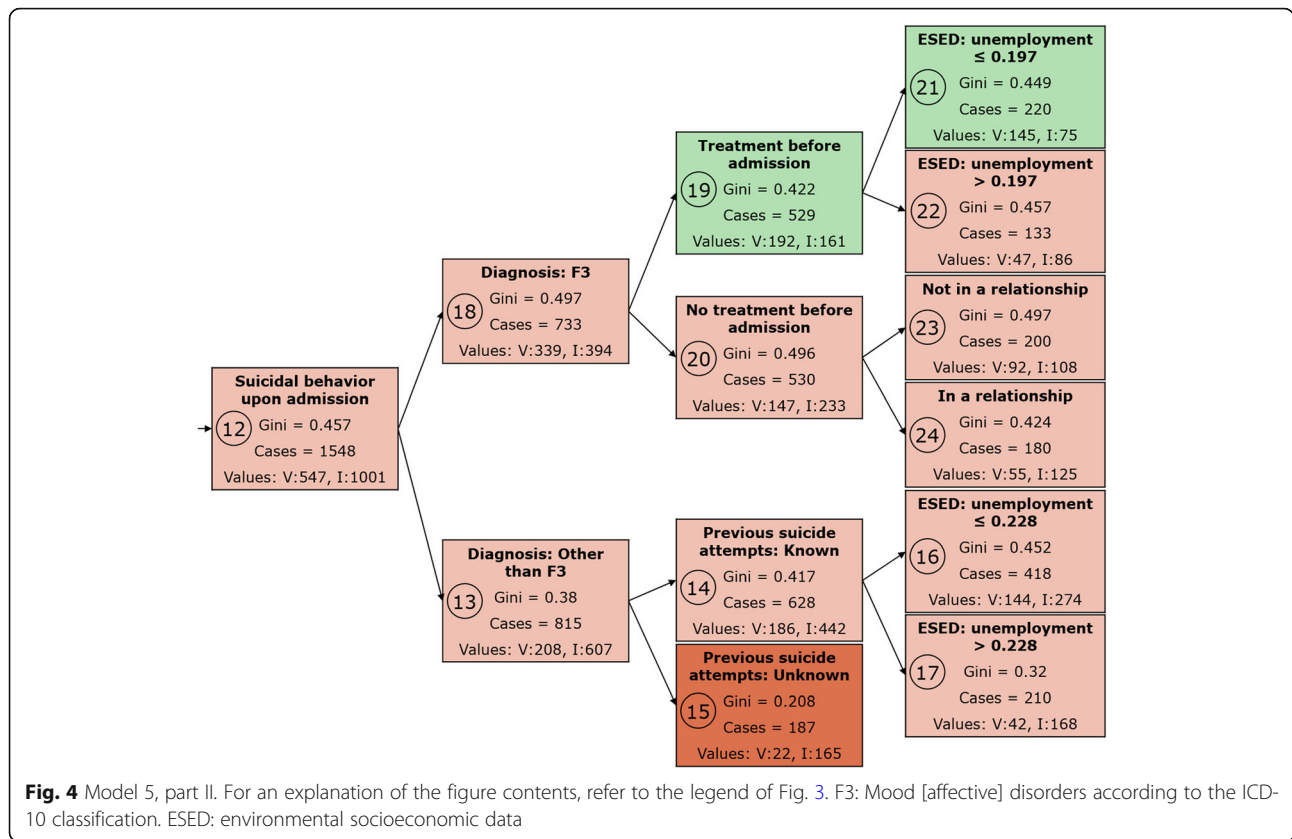 ESED: unemployment
≤ 0.197
21
Gini = 0.449
Cases = 220
Values: V:145, I:75
Treatment before
admission
19
Gini = 0.422
Cases = 529
Values: V:192, I:161
ESED: unemployment
> 0.197
22
Gini = 0.457
Cases = 133
Values: V:47, I:86
Diagnosis: F3
18
Gini = 0.497
Cases = 733
Values: V:339, I:394
No treatment before
admission
20
Gini = 0.496
Cases = 530
Values: V:147, I:233
Not in a relationship
23
Gini = 0.497
Cases = 200
Values: V:92, I:108
In a relationship
24
Gini = 0.424
Cases = 180
Values: V:55, I:125
Suicidal behavior
upon admission
12
Gini = 0.457
Cases = 1548
Values: V:547, I:1001
Diagnosis: Other
than F3
13
Gini = 0.38
Cases = 815
Values: V:208, I:607
Previous suicide
attempts: Known
14
Gini = 0.417
Cases = 628
Values: V:186, I:442
Previous suicide
attempts: Unknown
15
Gini = 0.208
Cases = 187
Values: V:22, I:165
ESED: unemployment
≤ 0.228
16
Gini = 0.452
Cases = 418
Values: V:144, I:274
ESED: unemployment
> 0.228
17
Gini = 0.32
Cases = 210
Values: V:42, I:168
Fig. 4 Model 5, part II. For an explanation of the figure contents, refer to the legend of Fig. 3. F3: Mood [affective] disorders according to the ICD-
10 classification. ESED: environmental socioeconomic data